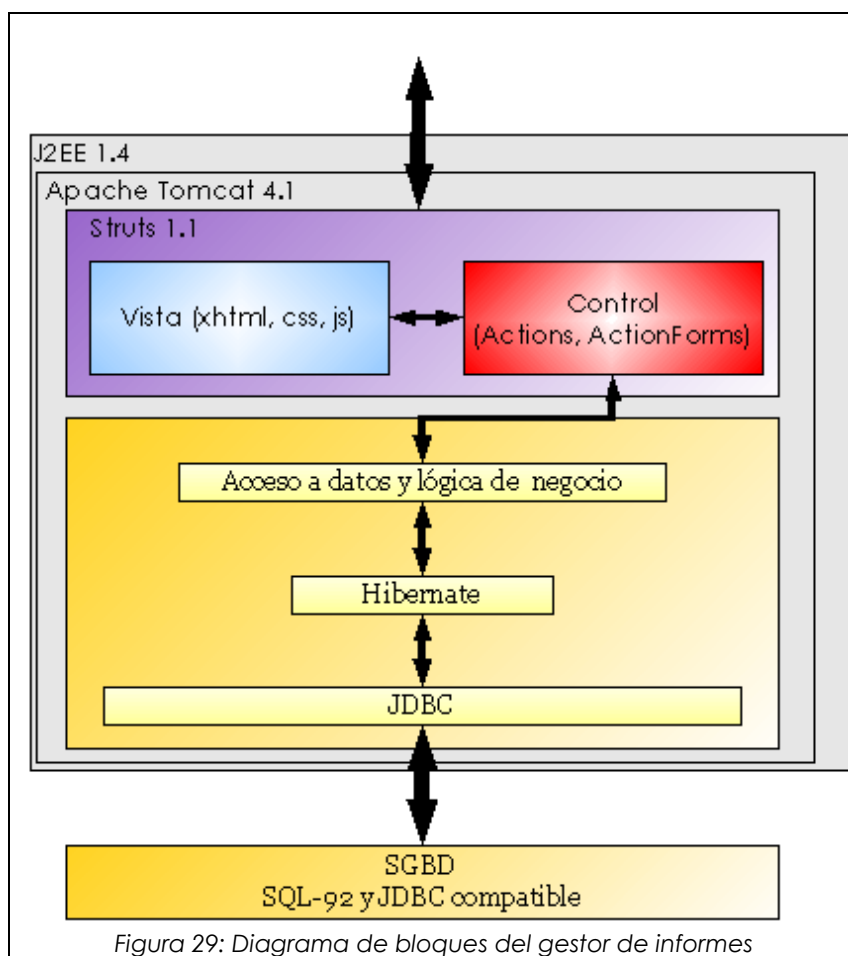 J2EE 1.4
Apache Tomcat 4.1
Struts 1.1
Vista (xhtml, css, js)
Control
(Actions, ActionForms)
Acceso a datos y lógica de negocio
Hibernate
JDBC
SGBD
SQL-92 y JDBC compatible
Figura 29: Diagrama de bloques del gestor de informes